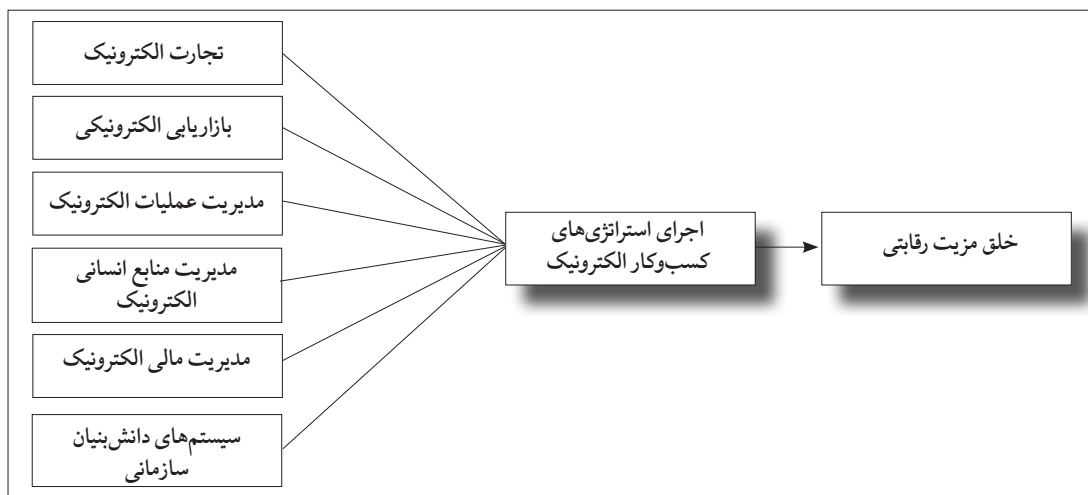 تجارت الکترونیک
بازاریابی الکترونیکی
مدیریت عملیات الکترونیک
مدیریت منابع انسانی
الکترونیک
مدیریت مالی الکترونیک
سیستم‌های دانش‌بنیان
سازمانی
اجرای استراتژی‌های
کسب‌وکار الکترونیک
خلق مزیت رقابتی